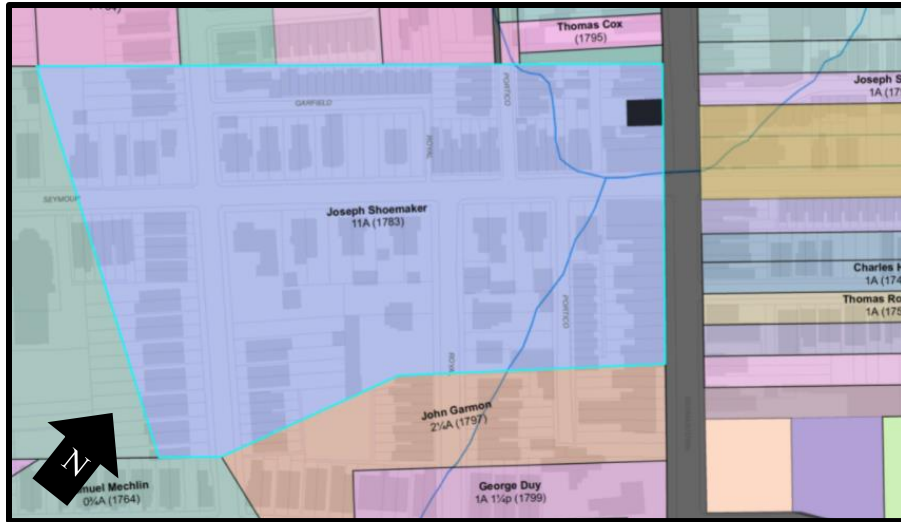 Thomas Cox
(1795)
Joseph S
1A (17
GARFIELD
PORTICO
ROYAL
SEYMOUR
Joseph Shoemaker
11A (1783)
Charles H
1A (174
Thomas Ro
1A (175
PORTICO
ROYAL
John Garmon
2¼A (1797)
N
muel Mechlin
0¾A (1764)
George Duy
1A 1¼p (1799)